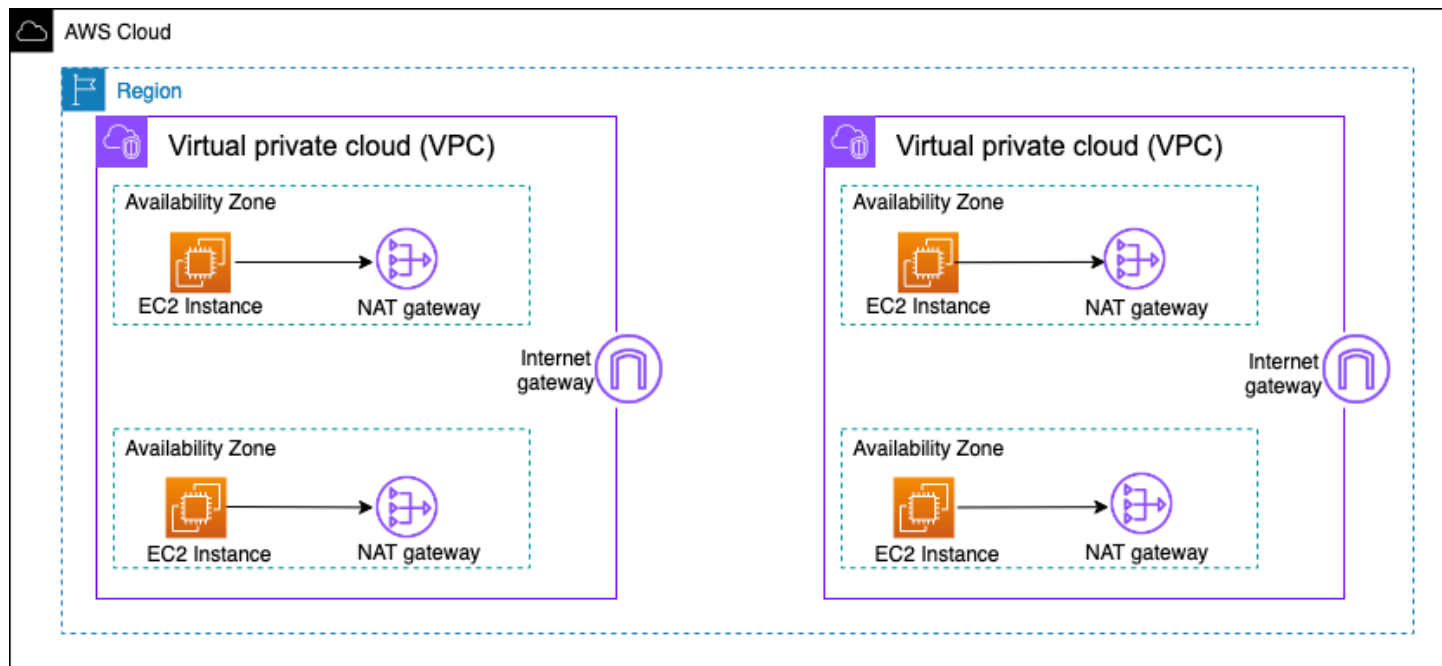 AWS Cloud
Region
Virtual private cloud (VPC)
Availability Zone
EC2 Instance
NAT gateway
Internet
gateway
Availability Zone
EC2 Instance
NAT gateway
Virtual private cloud (VPC)
Availability Zone
EC2 Instance
NAT gateway
Internet
gateway
Availability Zone
EC2 Instance
NAT gateway